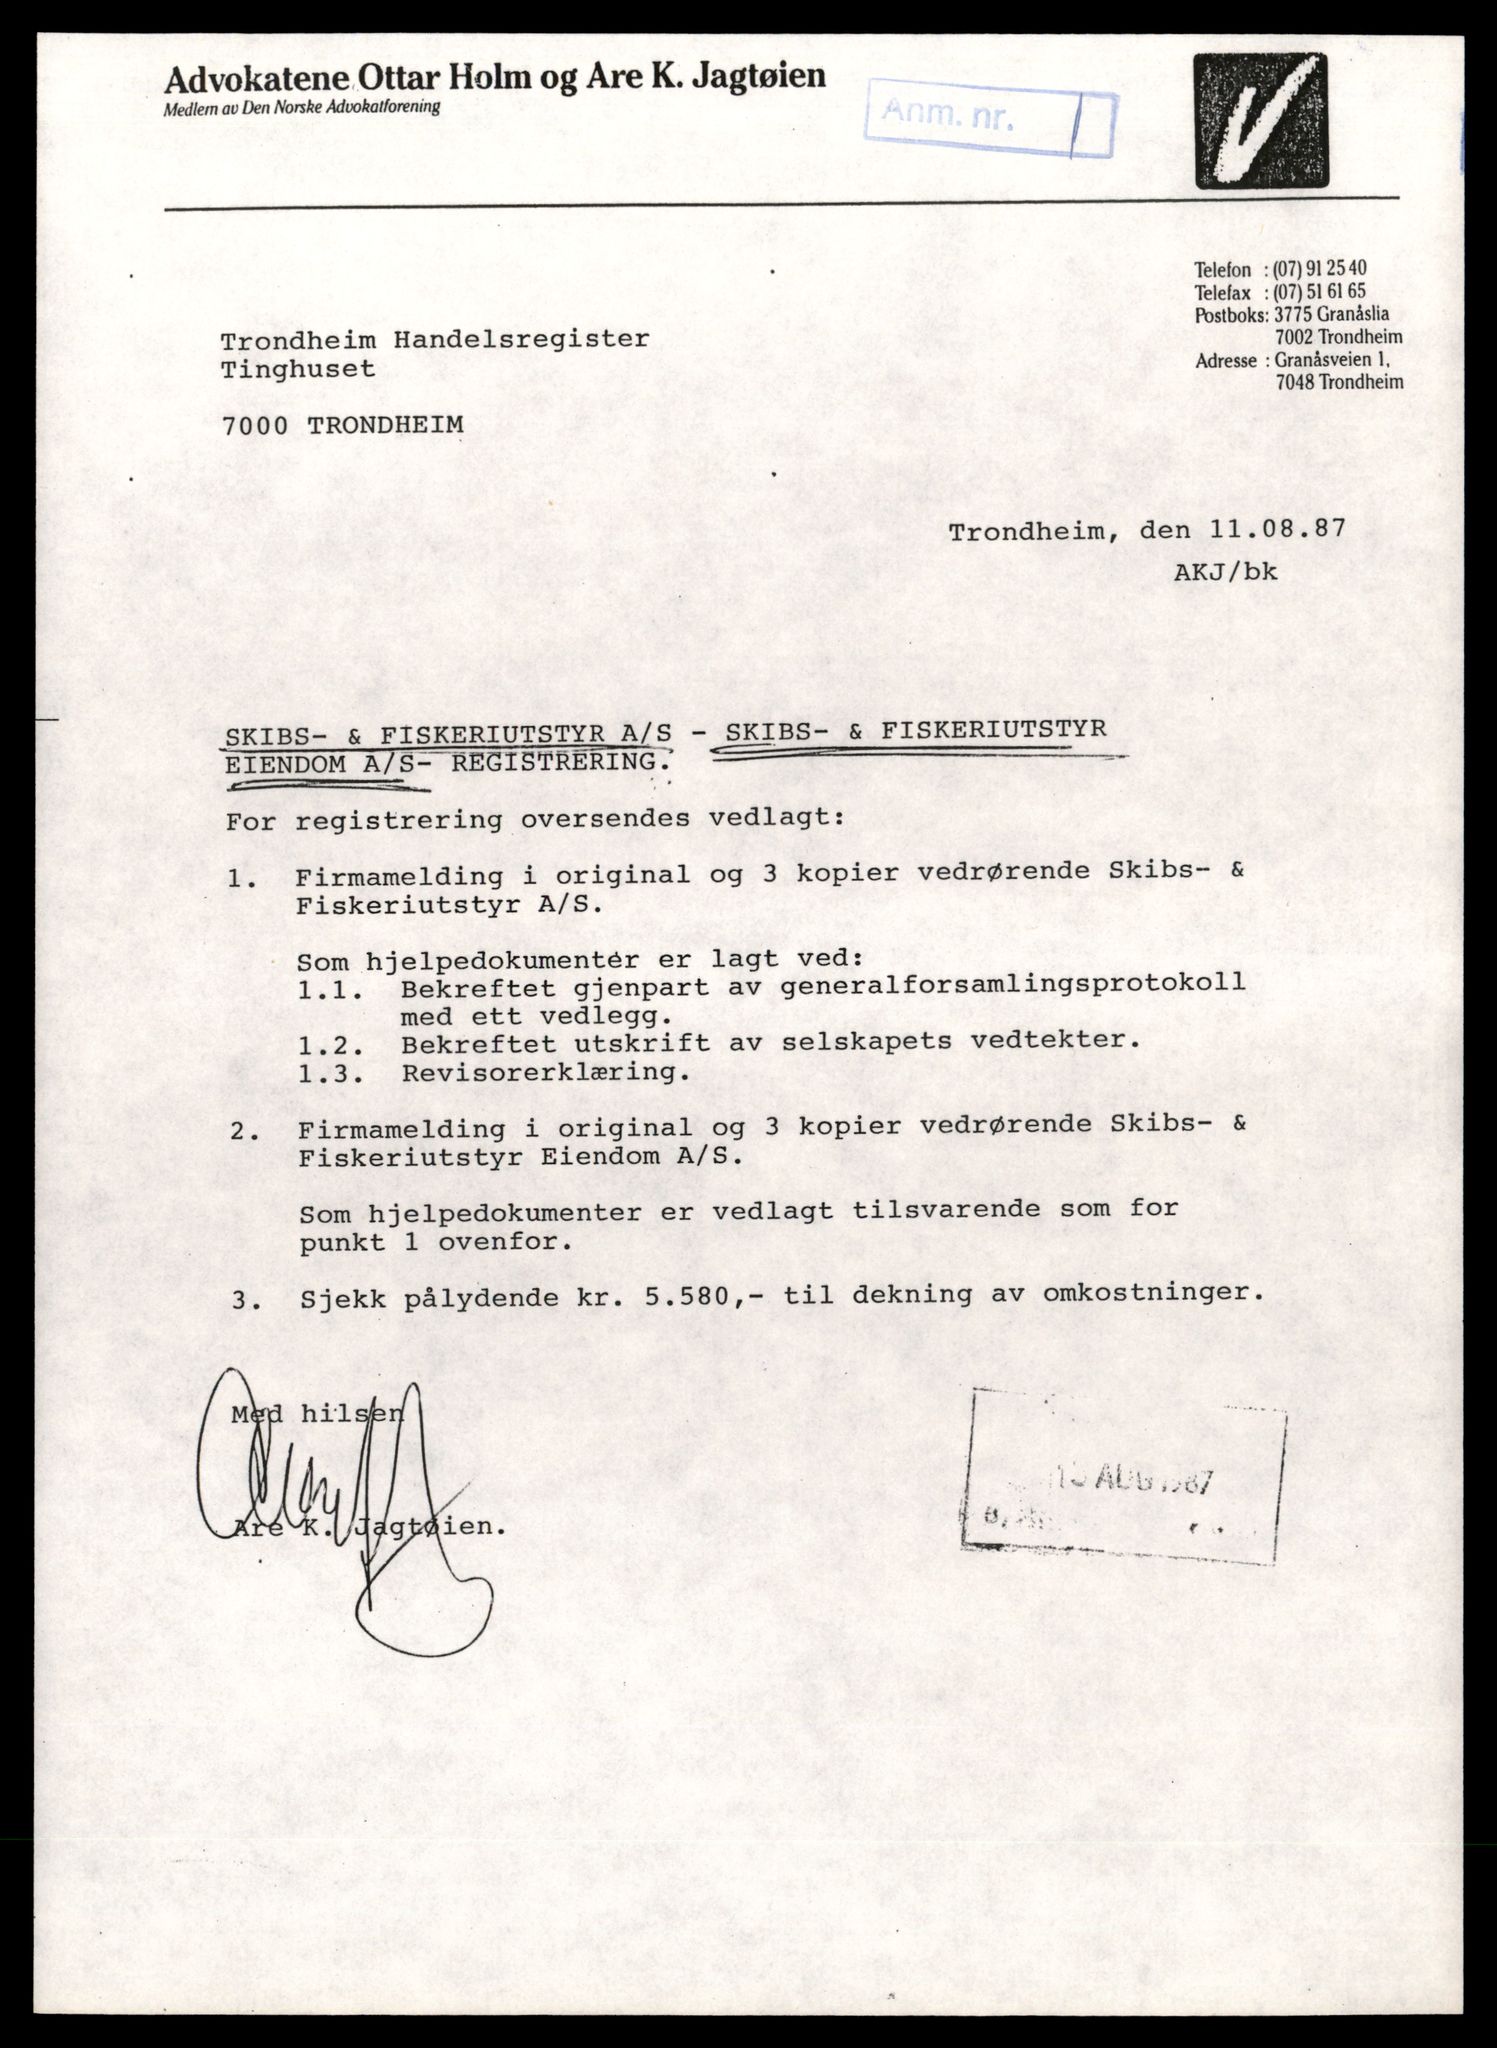 Advokatene Ottar Holm og Are K. Jagtøien
Medlem av Den Norske Advokatforening
Anm. nr. 1
Telefon : (07) 91 25 40
Telefax : (07) 51 61 65
Postboks: 3775 Granåslia
7002 Trondheim
Adresse : Granåsveien 1,
7048 Trondheim
Trondheim Handelsregister
Tinghuset
7000 TRONDHEIM
Trondheim, den 11.08.87
AKJ/bk
SKIBS- & FISKERIUTSTYR A/S - SKIBS- & FISKERIUTSTYR
EIENDOM A/S- REGISTRERING.
For registrering oversendes vedlagt:
1. Firmamelding i original og 3 kopier vedrørende Skibs- &
Fiskeriutstyr A/S.
Som hjelpedokumenter er lagt ved:
1.1. Bekreftet gjenpart av generalforsamlingsprotokoll
med ett vedlegg.
1.2. Bekreftet utskrift av selskapets vedtekter.
1.3. Revisorerklæring.
2. Firmamelding i original og 3 kopier vedrørende Skibs- &
Fiskeriutstyr Eiendom A/S.
Som hjelpedokumenter er vedlagt tilsvarende som for
punkt 1 ovenfor.
3. Sjekk pålydende kr. 5.580,- til dekning av omkostninger.
Med hilsen
Are K. Jagtøien.
AUG 1987